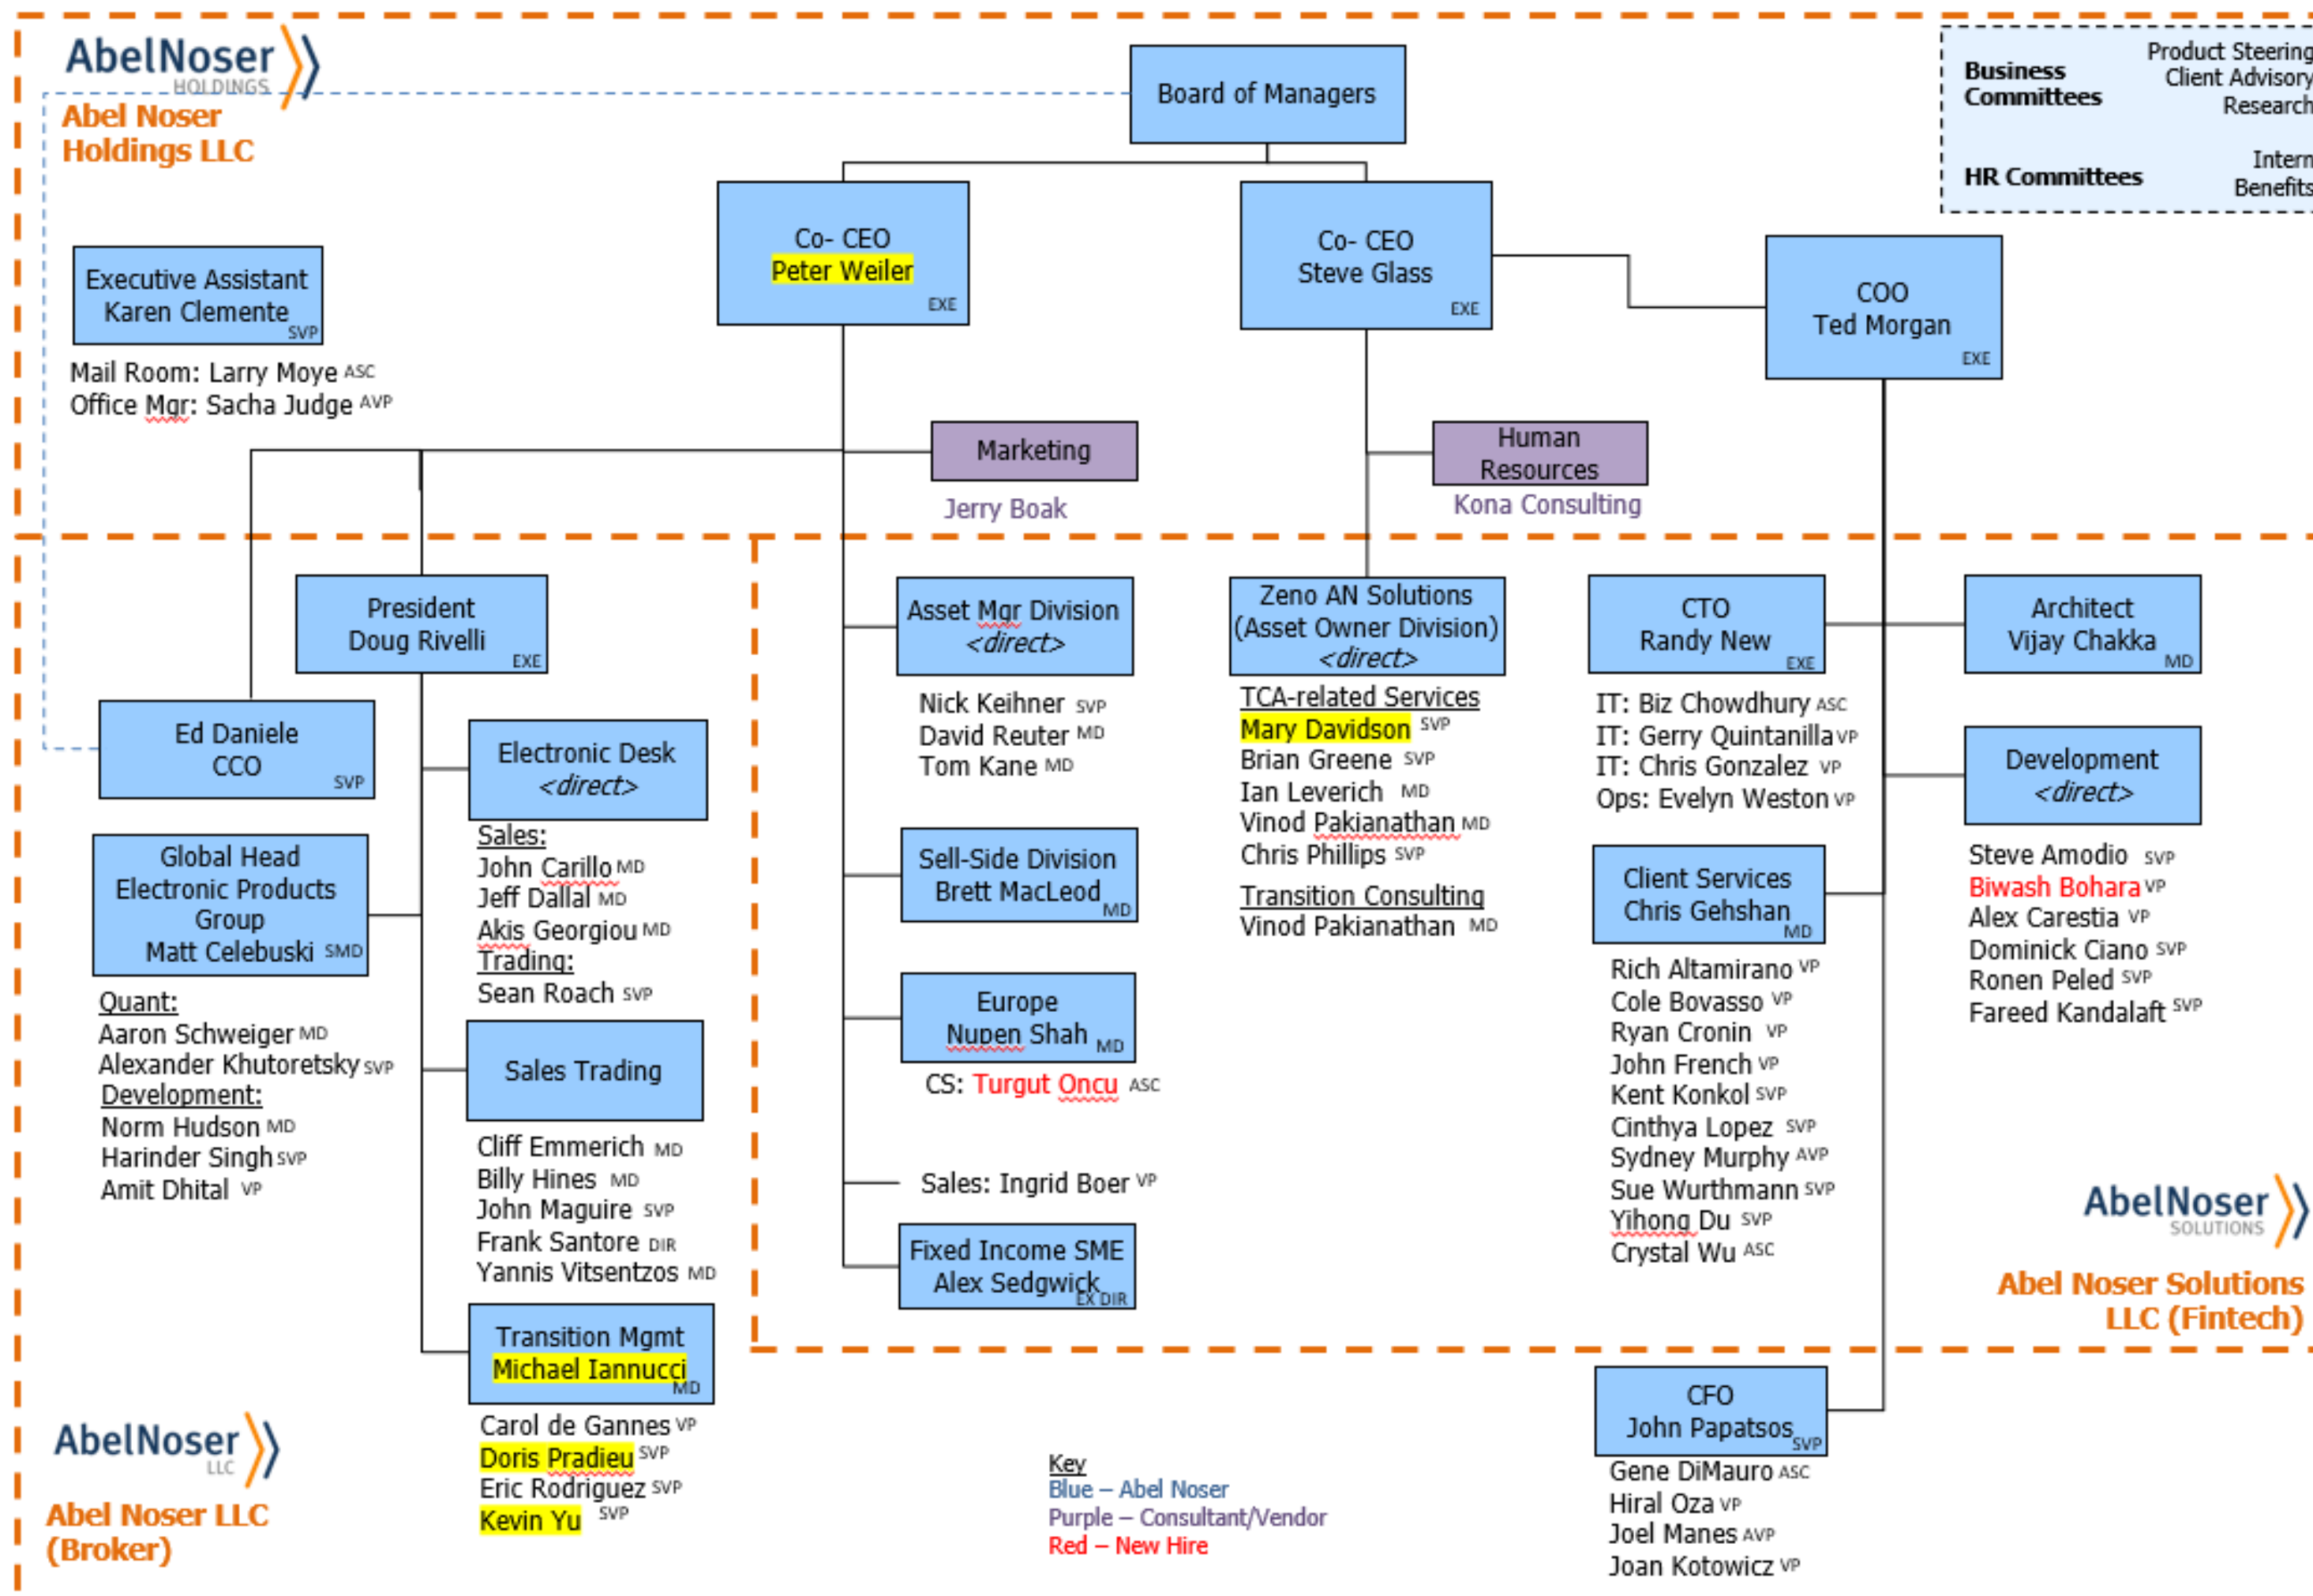 AbelNoser
HOLDINGS
Abel Noser
Holdings LLC
Board of Managers
Business
Committees
Product Steering
Client Advisory
Research
HR Committees
Intern
Benefits
Executive Assistant
Karen Clemente
SVP
Mail Room: Larry Moye ASC
Office Mgr: Sacha Judge AVP
Co- CEO
Peter Weiler
EXE
Co- CEO
Steve Glass
EXE
COO
Ted Morgan
EXE
Marketing
Jerry Boak
Human
Resources
Kona Consulting
President
Doug Rivelli
EXE
Ed Daniele
CCO
SVP
Global Head
Electronic Products
Group
Matt Celebuski SMD
Quant:
Aaron Schweiger MD
Alexander Khutoretsky SVP
Development:
Norm Hudson MD
Harinder Singh SVP
Amit Dhital VP
Electronic Desk
<direct>
Sales:
John Carillo MD
Jeff Dallal MD
Akis Georgiou MD
Trading:
Sean Roach SVP
Sales Trading
Cliff Emmerich MD
Billy Hines MD
John Maguire SVP
Frank Santore DIR
Yannis Vitsentzos MD
Transition Mgmt
Michael Iannucci
MD
Carol de Gannes VP
Doris Pradieu SVP
Eric Rodriguez SVP
Kevin Yu SVP
Asset Mgr Division
<direct>
Nick Keihner SVP
David Reuter MD
Tom Kane MD
Sell-Side Division
Brett MacLeod
MD
Europe
Nupen Shah MD
CS: Turgut Oncu ASC
Sales: Ingrid Boer VP
Fixed Income SME
Alex Sedgwick
EX DIR
Zeno AN Solutions
(Asset Owner Division)
<direct>
TCA-related Services
Mary Davidson SVP
Brian Greene SVP
Ian Leverich MD
Vinod Pakianathan MD
Chris Phillips SVP
Transition Consulting
Vinod Pakianathan MD
CTO
Randy New
EXE
IT: Biz Chowdhury ASC
IT: Gerry Quintanilla VP
IT: Chris Gonzalez VP
Ops: Evelyn Weston VP
Client Services
Chris Gehshan
MD
Rich Altamirano VP
Cole Bovasso VP
Ryan Cronin VP
John French VP
Kent Konkol SVP
Cinthya Lopez SVP
Sydney Murphy AVP
Sue Wurthmann SVP
Yihong Du SVP
Crystal Wu ASC
Architect
Vijay Chakka
MD
Development
<direct>
Steve Amodio SVP
Biwash Bohara VP
Alex Carestia VP
Dominick Ciano SVP
Ronen Peled SVP
Fareed Kandalaft SVP
AbelNoser
SOLUTIONS
Abel Noser Solutions
LLC (Fintech)
CFO
John Papatsos
SVP
Gene DiMauro ASC
Hiral Oza VP
Joel Manes AVP
Joan Kotowicz VP
AbelNoser
LLC
Abel Noser LLC
(Broker)
Key
Blue – Abel Noser
Purple – Consultant/Vendor
Red – New Hire